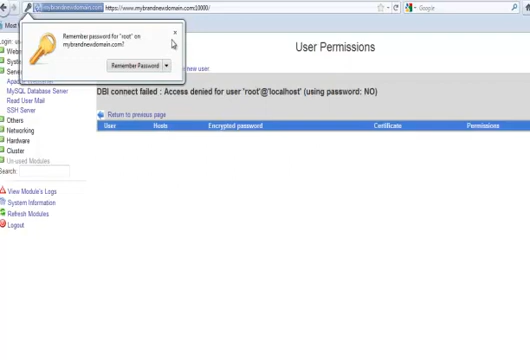 mybrandnewdomain.com https://www.mybrandnewdomain.com:10000/
Google
Most
Remember password for "root" on
mybrandnewdomain.com?
Remember Password
User Permissions
Login:
new user
DBI connect failed : Access denied for user 'root'@'localhost' (using password: NO)
MySQL Database Server
Read User Mail
SSH Server
Others
Networking
Hardware
Cluster
Un-used Modules
Search:
View Module's Logs
System Information
Refresh Modules
Logout
Return to previous page
User Hosts Encrypted password Certificate Permissions